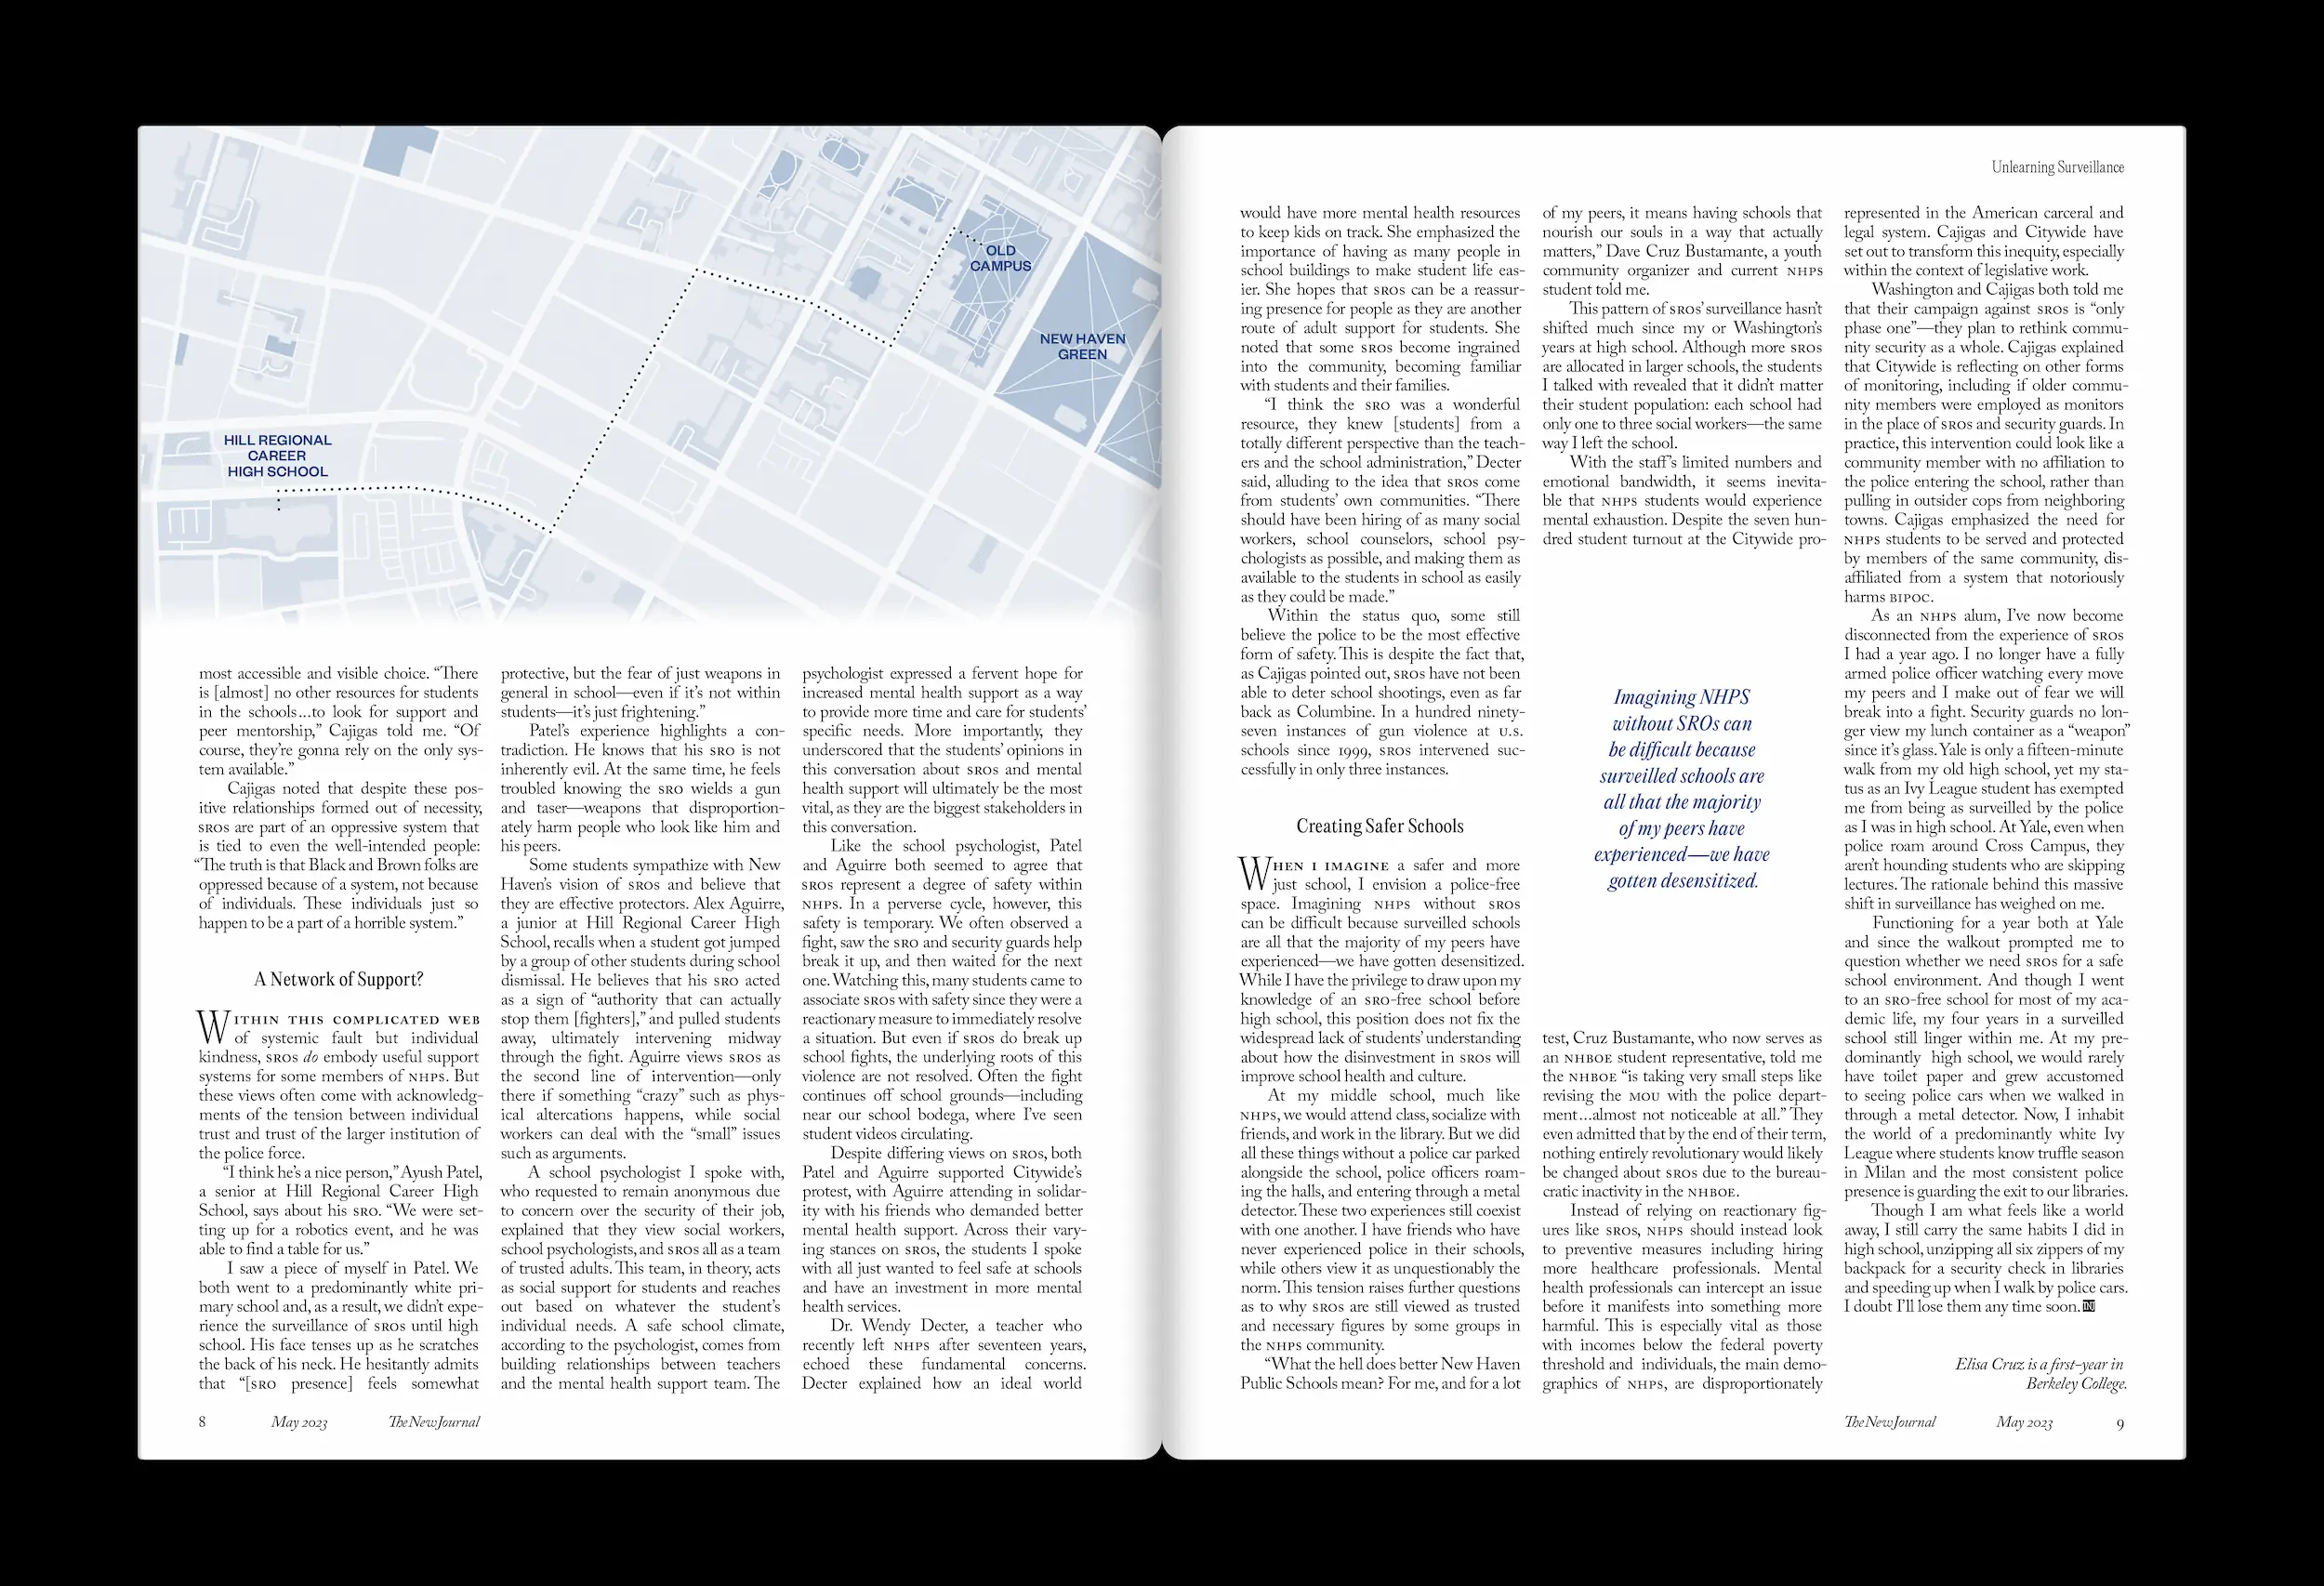 OLD
CAMPUS
NEW HAVEN
GREEN
HILL REGIONAL
CAREER
HIGH SCHOOL
most accessible and visible choice. “There
is [almost] no other resources for students
in the schools...to look for support and
peer mentorship,” Cajigas told me. “Of
course, they’re gonna rely on the only sys-
tem available.”
Cajigas noted that despite these pos-
itive relationships formed out of necessity,
SROS are part of an oppressive system that
is tied to even the well-intended people:
“The truth is that Black and Brown folks are
oppressed because of a system, not because
of individuals. These individuals just so
happen to be a part of a horrible system.”
A Network of Support?
WITHIN THIS COMPLICATED WEB
of systemic fault but individual
kindness, SROS do embody useful support
systems for some members of NHPS. But
these views often come with acknowledg-
ments of the tension between individual
trust and trust of the larger institution of
the police force.
“I think he’s a nice person,” Ayush Patel,
a senior at Hill Regional Career High
School, says about his SRO. “We were set-
ting up for a robotics event, and he was
able to find a table for us.”
I saw a piece of myself in Patel. We
both went to a predominantly white pri-
mary school and, as a result, we didn’t expe-
rience the surveillance of SROS until high
school. His face tenses up as he scratches
the back of his neck. He hesitantly admits
that “[SRO presence] feels somewhat
protective, but the fear of just weapons in
general in school—even if it’s not within
students—it’s just frightening.”
Patel’s experience highlights a con-
tradiction. He knows that his SRO is not
inherently evil. At the same time, he feels
troubled knowing the SRO wields a gun
and taser—weapons that disproportion-
ately harm people who look like him and
his peers.
Some students sympathize with New
Haven’s vision of SROS and believe that
they are effective protectors. Alex Aguirre,
a junior at Hill Regional Career High
School, recalls when a student got jumped
by a group of other students during school
dismissal. He believes that his SRO acted
as a sign of “authority that can actually
stop them [fighters],” and pulled students
away, ultimately intervening midway
through the fight. Aguirre views SROS as
the second line of intervention—only
there if something “crazy” such as phys-
ical altercations happens, while social
workers can deal with the “small” issues
such as arguments.
A school psychologist I spoke with,
who requested to remain anonymous due
to concern over the security of their job,
explained that they view social workers,
school psychologists, and SROS all as a team
of trusted adults. This team, in theory, acts
as social support for students and reaches
out based on whatever the student’s
individual needs. A safe school climate,
according to the psychologist, comes from
building relationships between teachers
and the mental health support team. The
psychologist expressed a fervent hope for
increased mental health support as a way
to provide more time and care for students’
specific needs. More importantly, they
underscored that the students’ opinions in
this conversation about SROS and mental
health support will ultimately be the most
vital, as they are the biggest stakeholders in
this conversation.
Like the school psychologist, Patel
and Aguirre both seemed to agree that
SROS represent a degree of safety within
NHPS. In a perverse cycle, however, this
safety is temporary. We often observed a
fight, saw the SRO and security guards help
break it up, and then waited for the next
one. Watching this, many students came to
associate SROS with safety since they were a
reactionary measure to immediately resolve
a situation. But even if SROS do break up
school fights, the underlying roots of this
violence are not resolved. Often the fight
continues off school grounds—including
near our school bodega, where I’ve seen
student videos circulating.
Despite differing views on SROS, both
Patel and Aguirre supported Citywide’s
protest, with Aguirre attending in solidar-
ity with his friends who demanded better
mental health support. Across their vary-
ing stances on SROS, the students I spoke
with all just wanted to feel safe at schools
and have an investment in more mental
health services.
Dr. Wendy Decter, a teacher who
recently left NHPS after seventeen years,
echoed these fundamental concerns.
Decter explained how an ideal world
8 May 2023 The New Journal
Unlearning Surveillance
would have more mental health resources
to keep kids on track. She emphasized the
importance of having as many people in
school buildings to make student life eas-
ier. She hopes that SROS can be a reassur-
ing presence for people as they are another
route of adult support for students. She
noted that some SROS become ingrained
into the community, becoming familiar
with students and their families.
“I think the SRO was a wonderful
resource, they knew [students] from a
totally different perspective than the teach-
ers and the school administration,” Decter
said, alluding to the idea that SROS come
from students’ own communities. “There
should have been hiring of as many social
workers, school counselors, school psy-
chologists as possible, and making them as
available to the students in school as easily
as they could be made.”
Within the status quo, some still
believe the police to be the most effective
form of safety. This is despite the fact that,
as Cajigas pointed out, SROS have not been
able to deter school shootings, even as far
back as Columbine. In a hundred ninety-
seven instances of gun violence at U.S.
schools since 1999, SROS intervened suc-
cessfully in only three instances.
Creating Safer Schools
WHEN I IMAGINE a safer and more
just school, I envision a police-free
space. Imagining NHPS without SROS
can be difficult because surveilled schools
are all that the majority of my peers have
experienced—we have gotten desensitized.
While I have the privilege to draw upon my
knowledge of an SRO-free school before
high school, this position does not fix the
widespread lack of students’ understanding
about how the disinvestment in SROS will
improve school health and culture.
At my middle school, much like
NHPS, we would attend class, socialize with
friends, and work in the library. But we did
all these things without a police car parked
alongside the school, police officers roam-
ing the halls, and entering through a metal
detector. These two experiences still coexist
with one another. I have friends who have
never experienced police in their schools,
while others view it as unquestionably the
norm. This tension raises further questions
as to why SROS are still viewed as trusted
and necessary figures by some groups in
the NHPS community.
“What the hell does better New Haven
Public Schools mean? For me, and for a lot
of my peers, it means having schools that
nourish our souls in a way that actually
matters,” Dave Cruz Bustamante, a youth
community organizer and current NHPS
student told me.
This pattern of SROS’ surveillance hasn’t
shifted much since my or Washington’s
years at high school. Although more SROS
are allocated in larger schools, the students
I talked with revealed that it didn’t matter
their student population: each school had
only one to three social workers—the same
way I left the school.
With the staff’s limited numbers and
emotional bandwidth, it seems inevita-
ble that NHPS students would experience
mental exhaustion. Despite the seven hun-
dred student turnout at the Citywide pro-
Imagining NHPS
without SROs can
be difficult because
surveilled schools are
all that the majority
of my peers have
experienced—we have
gotten desensitized.
test, Cruz Bustamante, who now serves as
an NHBOE student representative, told me
the NHBOE “is taking very small steps like
revising the MOU with the police depart-
ment...almost not noticeable at all.” They
even admitted that by the end of their term,
nothing entirely revolutionary would likely
be changed about SROS due to the bureau-
cratic inactivity in the NHBOE.
Instead of relying on reactionary fig-
ures like SROS, NHPS should instead look
to preventive measures including hiring
more healthcare professionals. Mental
health professionals can intercept an issue
before it manifests into something more
harmful. This is especially vital as those
with incomes below the federal poverty
threshold and individuals, the main demo-
graphics of NHPS, are disproportionately
represented in the American carceral and
legal system. Cajigas and Citywide have
set out to transform this inequity, especially
within the context of legislative work.
Washington and Cajigas both told me
that their campaign against SROS is “only
phase one”—they plan to rethink commu-
nity security as a whole. Cajigas explained
that Citywide is reflecting on other forms
of monitoring, including if older commu-
nity members were employed as monitors
in the place of SROS and security guards. In
practice, this intervention could look like a
community member with no affiliation to
the police entering the school, rather than
pulling in outsider cops from neighboring
towns. Cajigas emphasized the need for
NHPS students to be served and protected
by members of the same community, dis-
affiliated from a system that notoriously
harms BIPOC.
As an NHPS alum, I’ve now become
disconnected from the experience of SROS
I had a year ago. I no longer have a fully
armed police officer watching every move
my peers and I make out of fear we will
break into a fight. Security guards no lon-
ger view my lunch container as a “weapon”
since it’s glass. Yale is only a fifteen-minute
walk from my old high school, yet my sta-
tus as an Ivy League student has exempted
me from being as surveilled by the police
as I was in high school. At Yale, even when
police roam around Cross Campus, they
aren’t hounding students who are skipping
lectures. The rationale behind this massive
shift in surveillance has weighed on me.
Functioning for a year both at Yale
and since the walkout prompted me to
question whether we need SROS for a safe
school environment. And though I went
to an SRO-free school for most of my aca-
demic life, my four years in a surveilled
school still linger within me. At my pre-
dominantly high school, we would rarely
have toilet paper and grew accustomed
to seeing police cars when we walked in
through a metal detector. Now, I inhabit
the world of a predominantly white Ivy
League where students know truffle season
in Milan and the most consistent police
presence is guarding the exit to our libraries.
Though I am what feels like a world
away, I still carry the same habits I did in
high school, unzipping all six zippers of my
backpack for a security check in libraries
and speeding up when I walk by police cars.
I doubt I’ll lose them any time soon.
Elisa Cruz is a first-year in
Berkeley College.
The New Journal May 2023 9